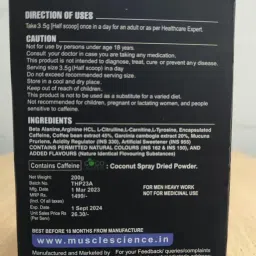 DIRECTION OF USES
Take 3.5g [Half scoop] once in a day for an adult or as per Healthcare Expert.
CAUTION
Not for use by persons under age 18 years.
Consult your doctor in case you are taking any medication.
This product is not intended to diagnose, treat, cure or prevent any disease.
Serving size 3.5g (Half scoop)/in a day
Do not exceed recommended serving size.
Store in a cool and dry place.
Keep out of reach of children.
This product is not to be used as a substitute for a varied diet.
Not recommended for children, pregnant or lactating women, and people
sensitive to caffeine.
INGREDIENTS
Beta Alanine, Arginine HCL, L-Citrulline, L-Carnitine, L-Tyrosine, Encapsulated
Caffeine, Coffee bean extract 45%, Garcinia cambogia extract 20%, Mucuna
Pruriens, Acidity Regulator (INS 330), Artificial Sweetener (INS 955)
CONTAINS PERMITTED NATURAL COLOURS (INS 162 & INS 150), AND
ADDED FLAVOURS (Nature Identical Flavouring Substances)
Contains Caffeine
: Coconut Spray Dried Powder.
200g
Batch : THP23A
Mfg. Date : 1 Mar 2023
MRP : 1499/-
(Incl. Of all taxes)
Exp. : 1 Sept 2024
Unit Sales Price Rs : 26.30/-
(Per Serv.)
FOR MEN HEAVY WORK
NOT FOR MEDICINAL USE
BEST BEFORE 18 MONTHS FROM MANUFACTURE
www.musclescience.in
Manufactured and Marketed by
For your Feedback/ queries/complaints